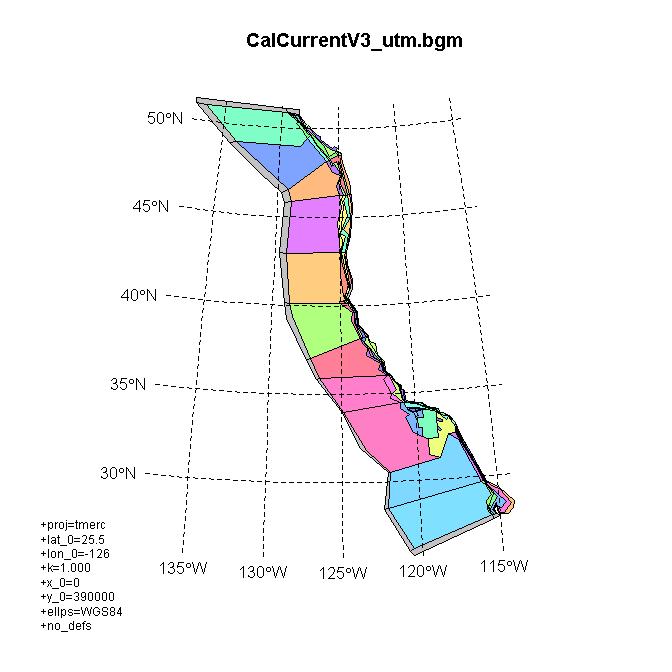 CalCurrentV3_utm.bgm
50°N
45°N
40°N
35°N
30°N
+proj=tmerc
+lat_0=25.5
+lon_0=-126
+k=1.000
+x_0=0
+y_0=390000
+ellps=WGS84
+no_defs
135°W 130°W 125°W 120°W 115°W